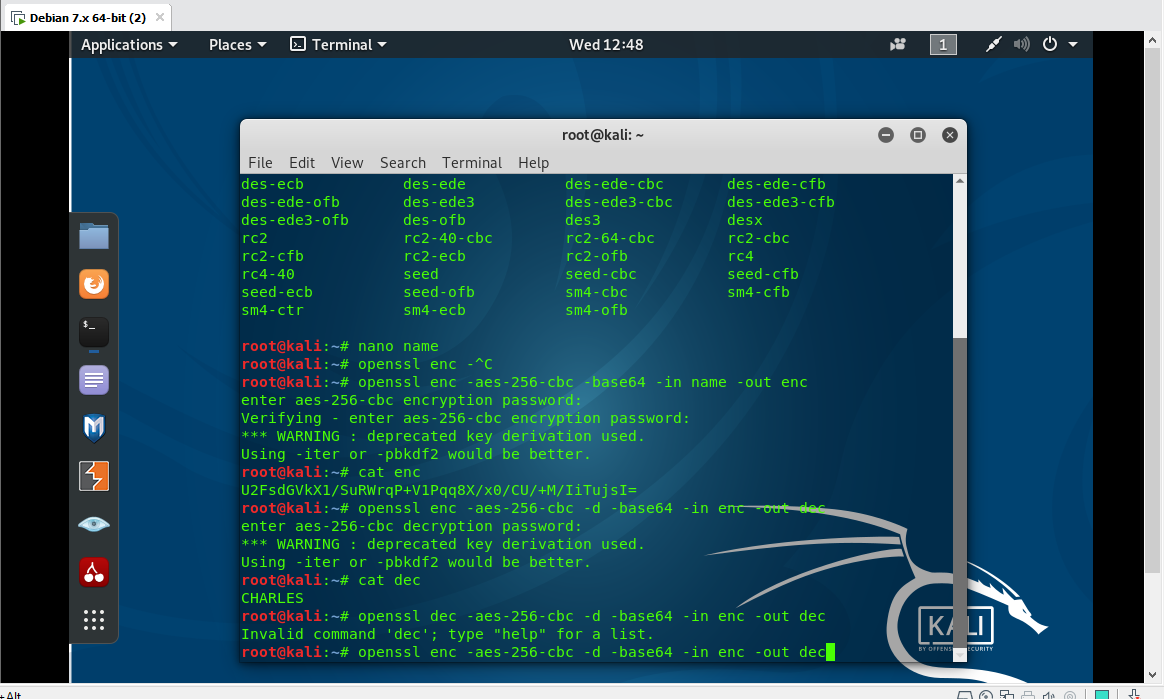 Debian 7.x 64-bit (2)
Applications Places Terminal Wed 12:48 1
root@kali: ~
File Edit View Search Terminal Help
des-ecb des-ede des-ede-cbc des-ede-cfb
des-ede-ofb des-ede3 des-ede3-cbc des-ede3-cfb
des-ede3-ofb des-ofb des3 desx
rc2 rc2-40-cbc rc2-64-cbc rc2-cbc
rc2-cfb rc2-ecb rc2-ofb rc4
rc4-40 seed seed-cbc seed-cfb
seed-ecb seed-ofb sm4-cbc sm4-cfb
sm4-ctr sm4-ecb sm4-ofb
root@kali:~# nano name
root@kali:~# openssl enc -^C
root@kali:~# openssl enc -aes-256-cbc -base64 -in name -out enc
enter aes-256-cbc encryption password:
Verifying - enter aes-256-cbc encryption password:
*** WARNING : deprecated key derivation used.
Using -iter or -pbkdf2 would be better.
root@kali:~# cat enc
U2FsdGVkX1/SuRWrqP+V1Pqq8X/x0/CU/+M/IiTujsI=
root@kali:~# openssl enc -aes-256-cbc -d -base64 -in enc -out dec
enter aes-256-cbc decryption password:
*** WARNING : deprecated key derivation used.
Using -iter or -pbkdf2 would be better.
root@kali:~# cat dec
CHARLES
root@kali:~# openssl dec -aes-256-cbc -d -base64 -in enc -out dec
Invalid command 'dec'; type "help" for a list.
root@kali:~# openssl enc -aes-256-cbc -d -base64 -in enc -out dec
$_
KALI
BY OFFENSIVE SECURITY
+Alt